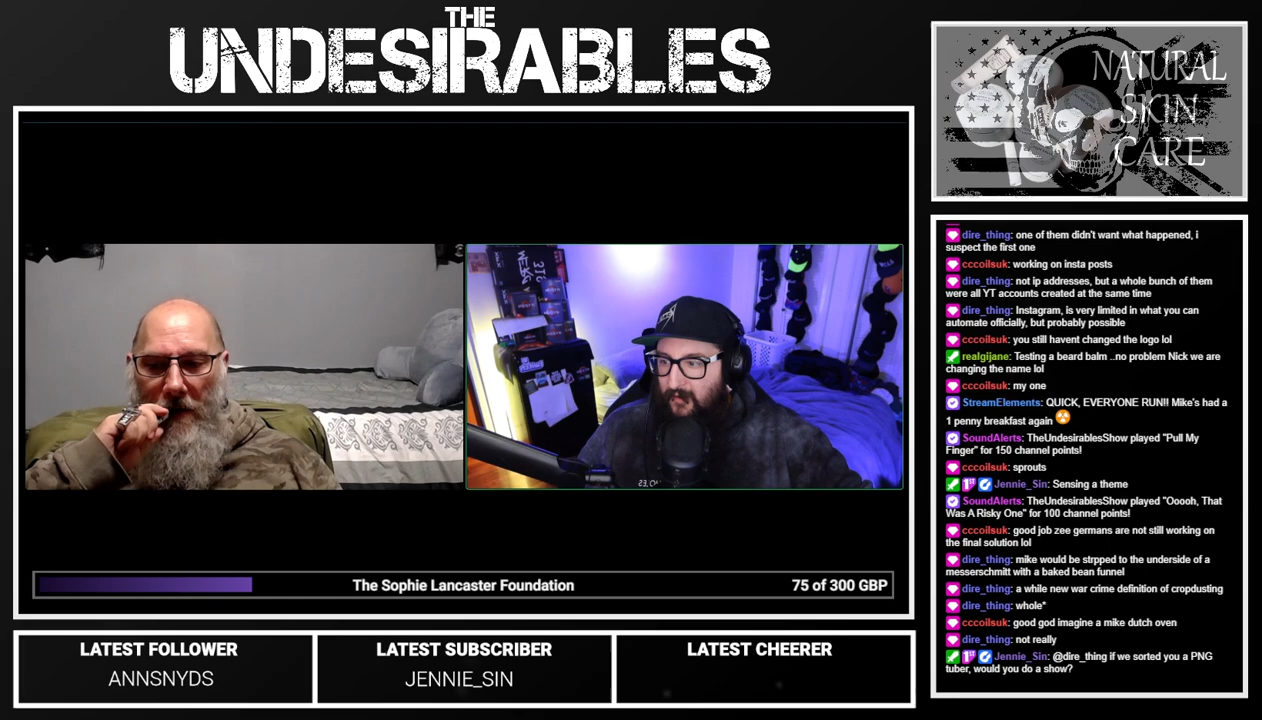 THE
UNDESIRABLES
NATURAL
SKIN
CARE
The Sophie Lancaster Foundation 75 of 300 GBP
LATEST FOLLOWER
ANNSNYDS
LATEST SUBSCRIBER
JENNIE_SIN
LATEST CHEERER
dire_thing: one of them didn't want what happened, i
suspect the first one
cccoilsuk: working on insta posts
dire_thing: not ip addresses, but a whole bunch of them
were all YT accounts created at the same time
dire_thing: Instagram, is very limited in what you can
automate officially, but probably possible
cccoilsuk: you still havent changed the logo lol
realgijane: Testing a beard balm ..no problem Nick we are
changing the name lol
cccoilsuk: my one
StreamElements: QUICK, EVERYONE RUN!! Mike's had a
1 penny breakfast again
SoundAlerts: TheUndesirablesShow played "Pull My
Finger" for 150 channel points!
cccoilsuk: sprouts
Jennie_Sin: Sensing a theme
SoundAlerts: TheUndesirablesShow played "Ooooh, That
Was A Risky One" for 100 channel points!
cccoilsuk: good job zee germans are not still working on
the final solution lol
dire_thing: mike would be strpped to the underside of a
messerschmitt with a baked bean funnel
dire_thing: a while new war crime definition of cropdusting
dire_thing: whole*
cccoilsuk: good god imagine a mike dutch oven
dire_thing: not really
Jennie_Sin: @dire_thing if we sorted you a PNG
tuber, would you do a show?